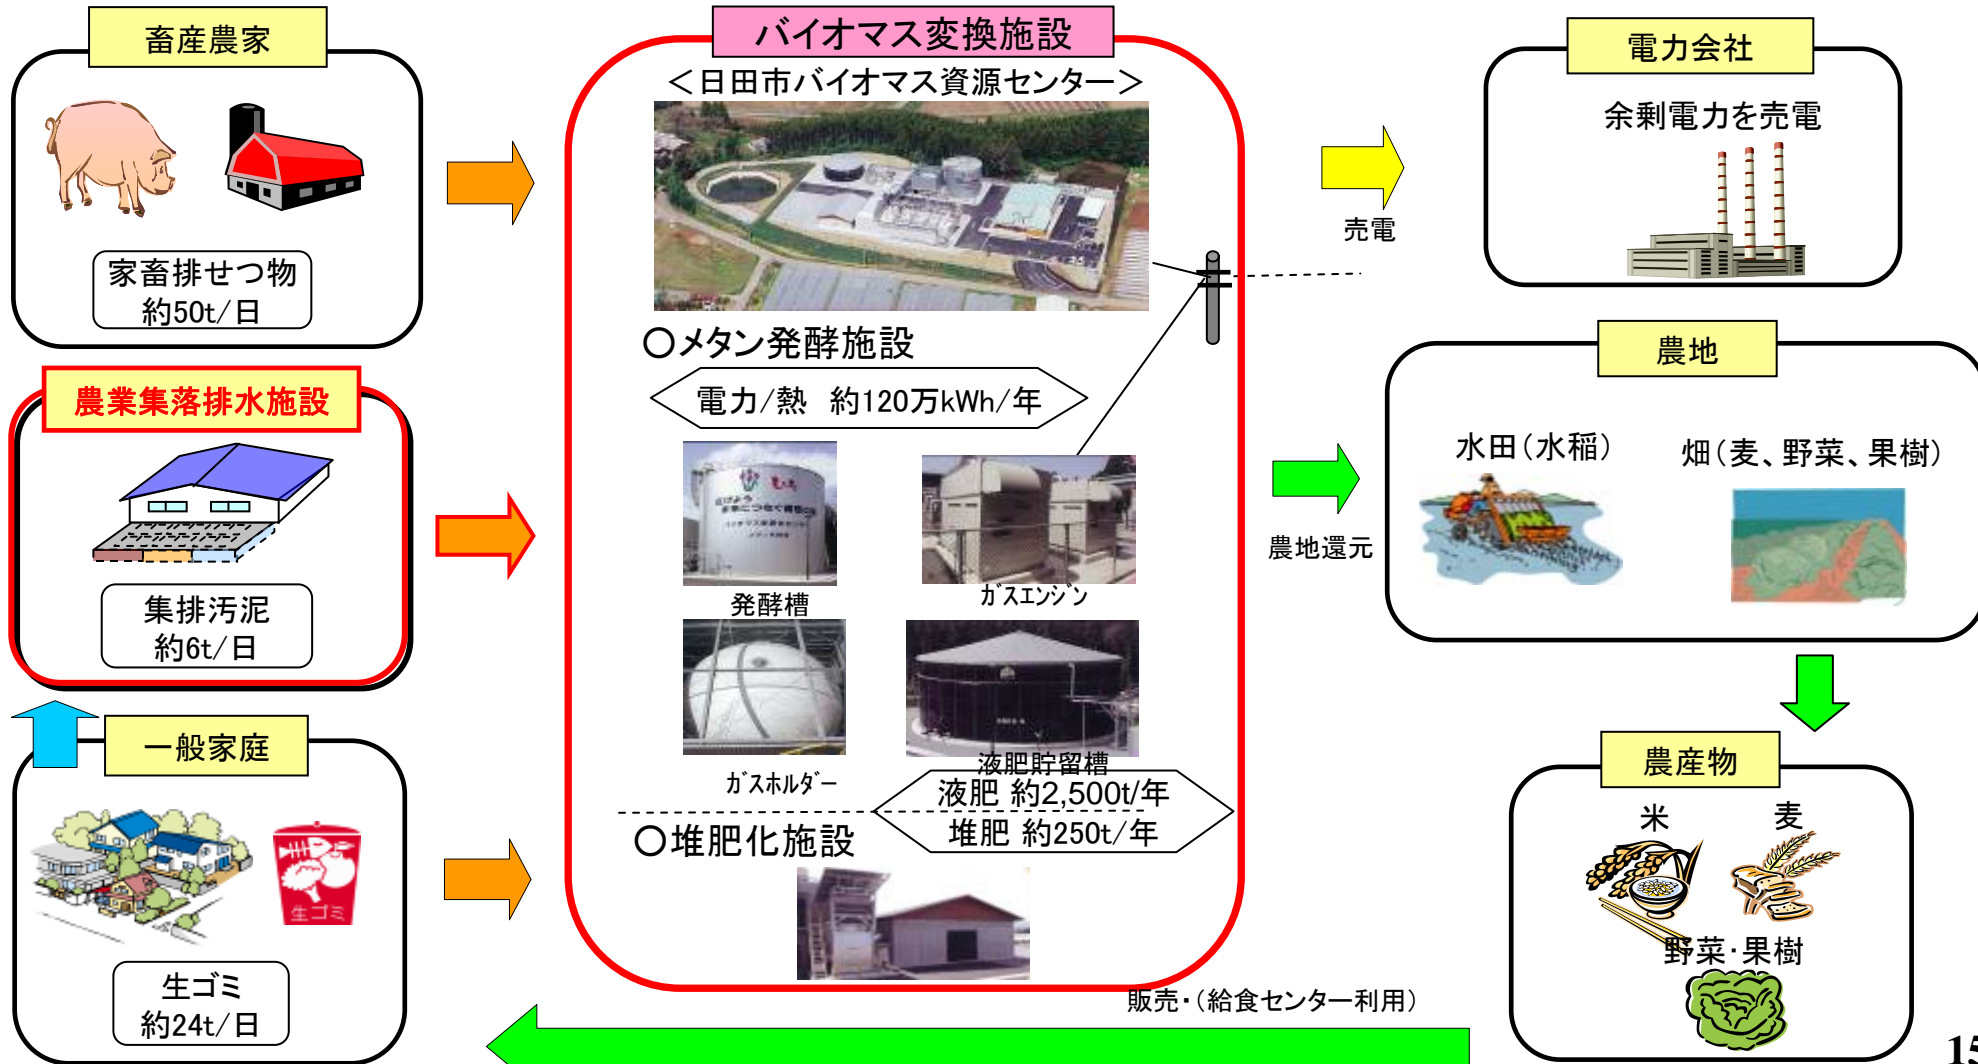 畜産農家
家畜排せつ物
約50t/日
農業集落排水施設
集排汚泥
約6t/日
一般家庭
生ゴミ
生ゴミ
約24t/日
バイオマス変換施設
＜日田市バイオマス資源センター＞
○メタン発酵施設
電力/熱 約120万kWh/年
発酵槽
ｶﾞｽエンｼﾞﾝ
ｶﾞｽホﾙﾀﾞｰ
液肥貯留槽
液肥 約2,500t/年
堆肥 約250t/年
○堆肥化施設
売電
農地還元
電力会社
余剰電力を売電
農地
水田（水稲）
畑（麦、野菜、果樹）
農産物
米
麦
野菜・果樹
販売・（給食センター利用）
15